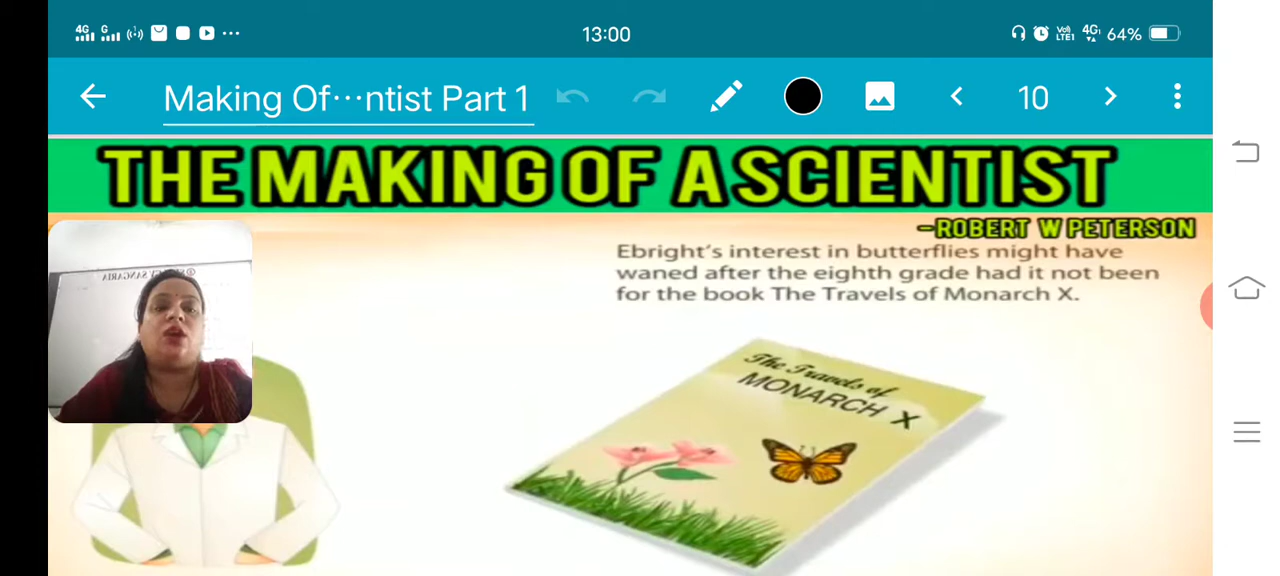 13:00
64%
Making Of...ntist Part 1
10
THE MAKING OF A SCIENTIST
-ROBERT W PETERSON
Ebright's interest in butterflies might have
waned after the eighth grade had it not been
for the book The Travels of Monarch X.
SANGARIA
The Travels of
MONARCH X